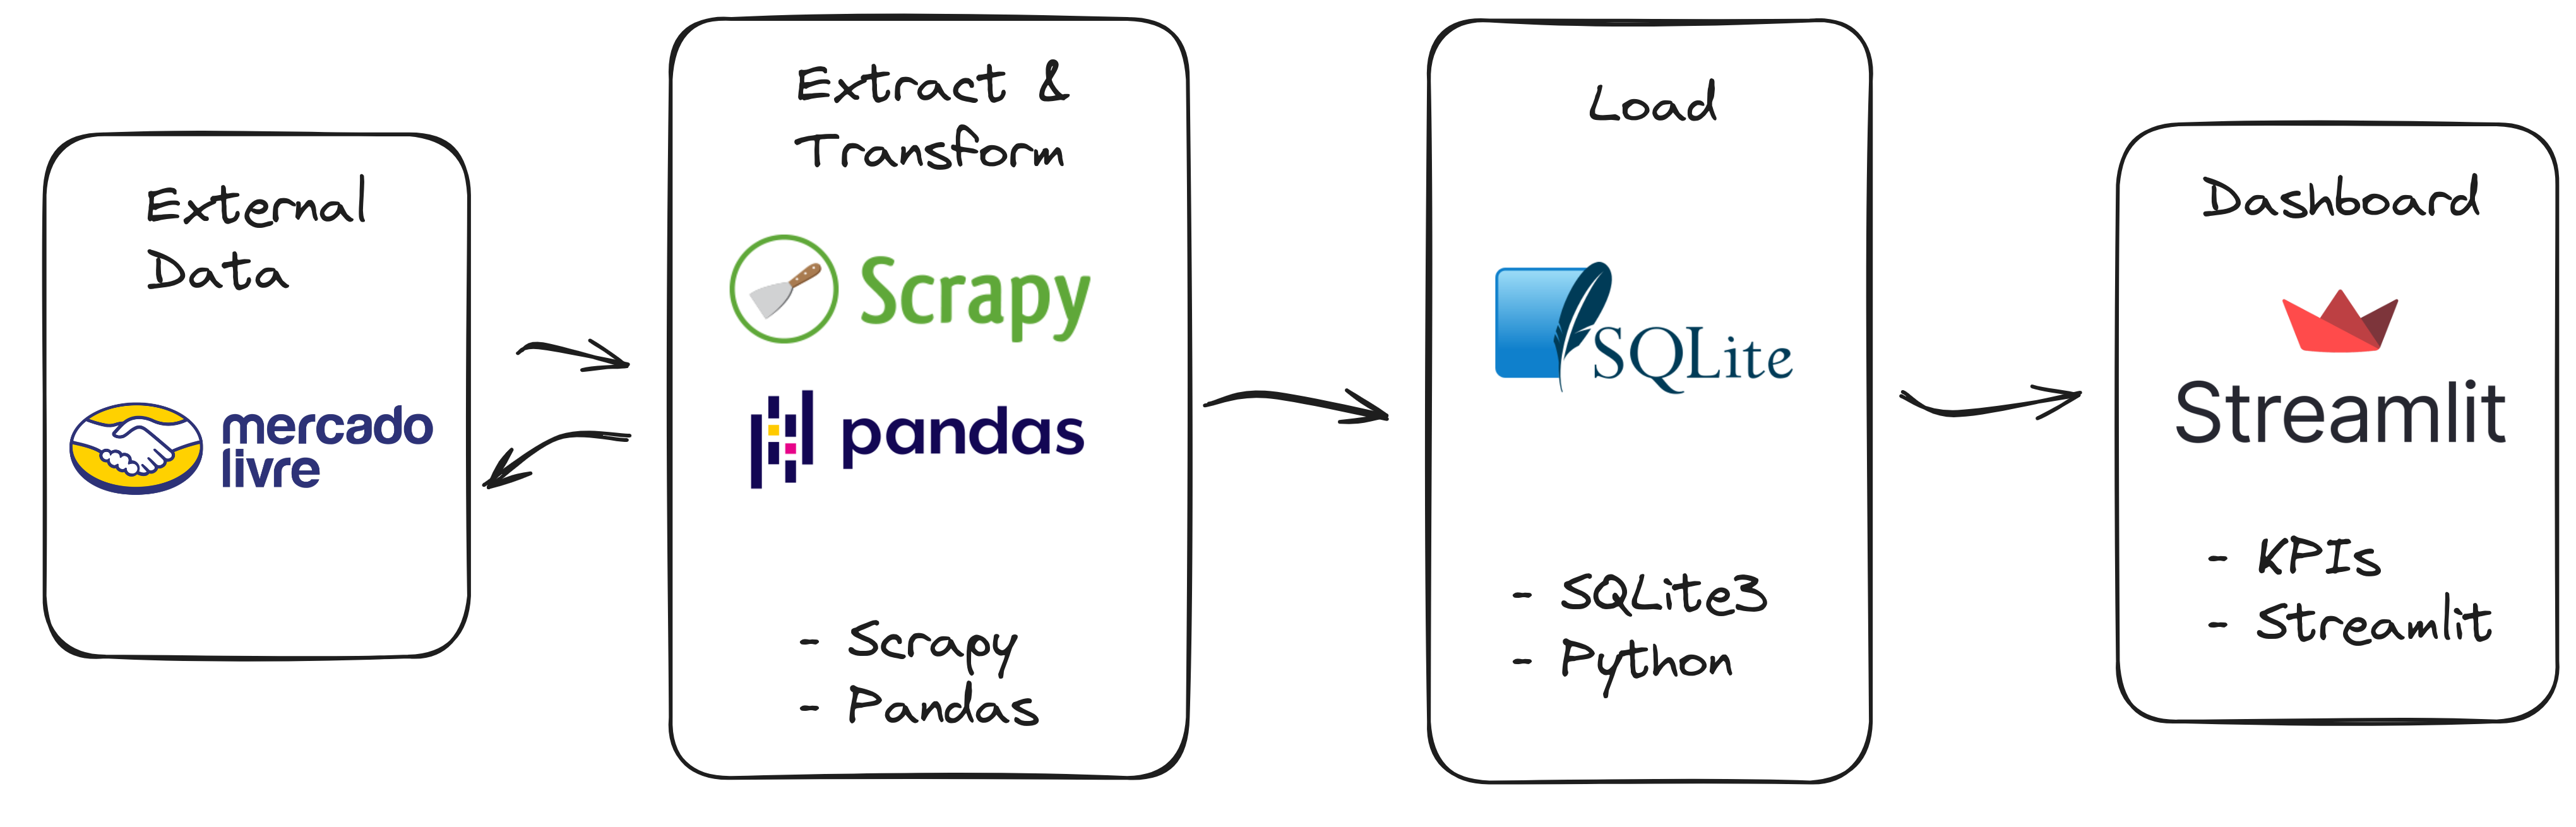 External
Data
mercado
livre
Extract &
Transform
Scrapy
pandas
- Scrapy
- Pandas
Load
SQLite
- SQLite3
- Python
Dashboard
Streamlit
- KPIs
- Streamlit